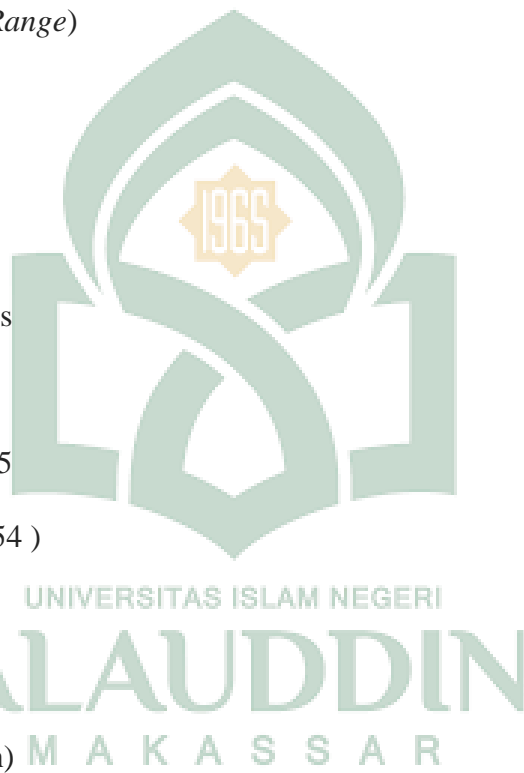 Range)
1965
s
5
54 )
UNIVERSITAS ISLAM NEGERI
ALAUDDIN
) M A K A S S A R